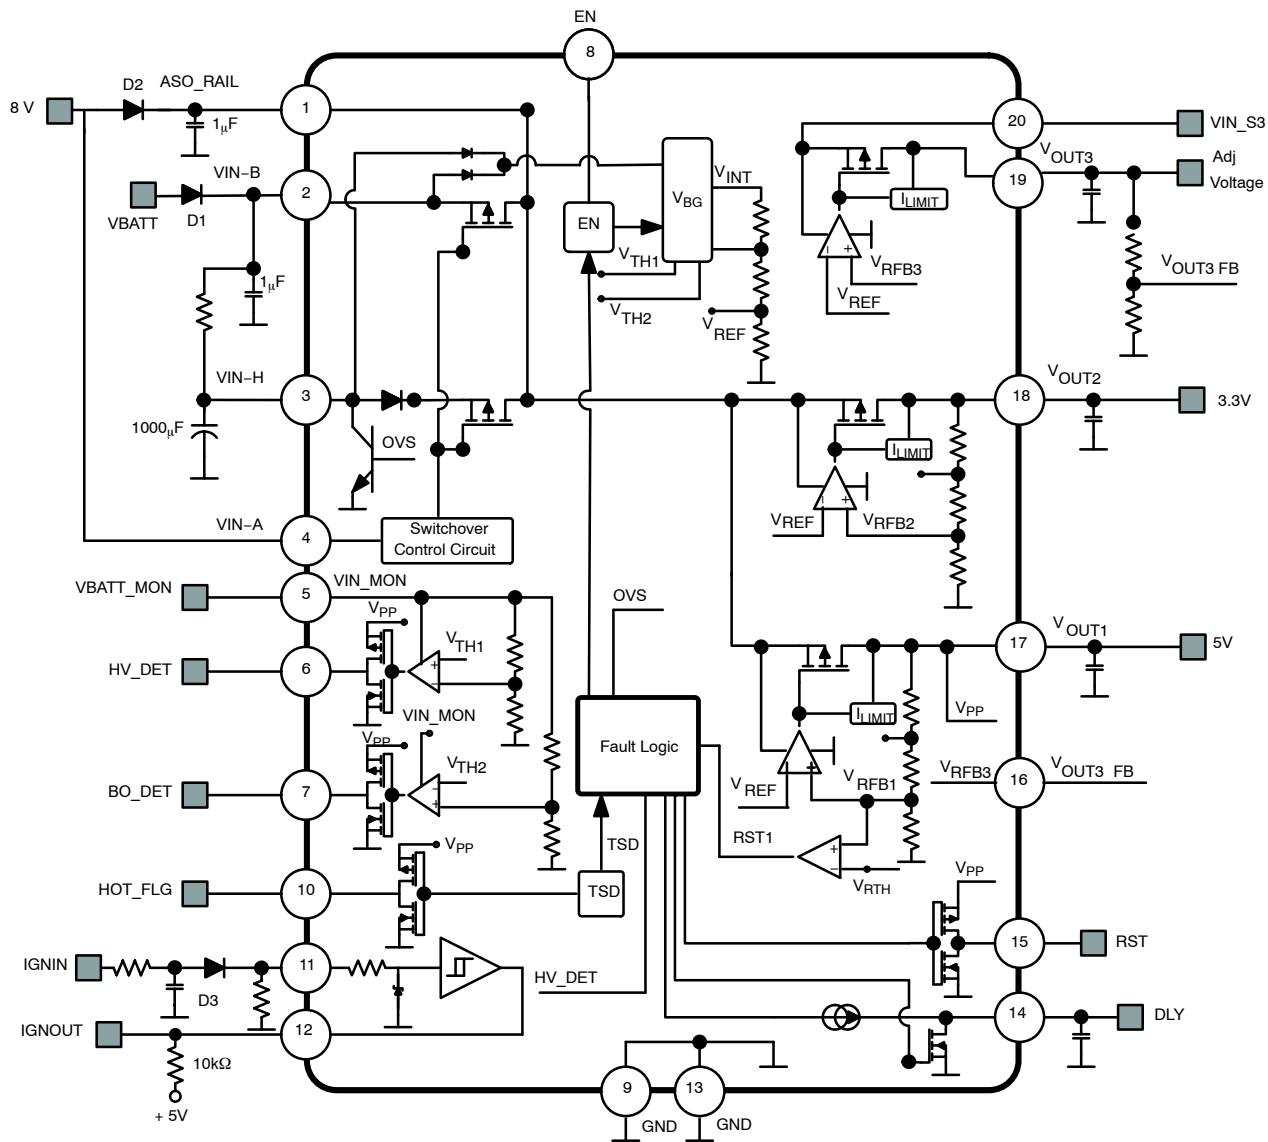 EN
8
D2
ASO_RAIL
8 V
1
1μF
20
VIN_S3
VIN-B
VOUT3
Adj
Voltage
VBATT
D1
2
19
VINT
VBG
ILIMIT
EN
VTH1
VTH2
VREF
VRFB3
VREF
VOUT3 FB
1μF
VIN-H
3
18
VOUT2
3.3V
1000μF
OVS
ILIMIT
VREF
VRFB2
VIN-A
4
Switchover
Control Circuit
VBATT_MON
5
VIN_MON
VPP
OVS
VTH1
HV_DET
6
17
VOUT1
5V
ILIMIT
VPP
VIN_MON
VPP
Fault Logic
VTH2
BO_DET
7
VREF
VRFB1
VRFB3
16
VOUT3 FB
RST1
TSD
VPP
VRTH
HOT_FLG
10
TSD
VPP
15
RST
IGNIN
D3
11
HV_DET
IGNOUT
12
14
DLY
10kΩ
+ 5V
9
13
GND
GND